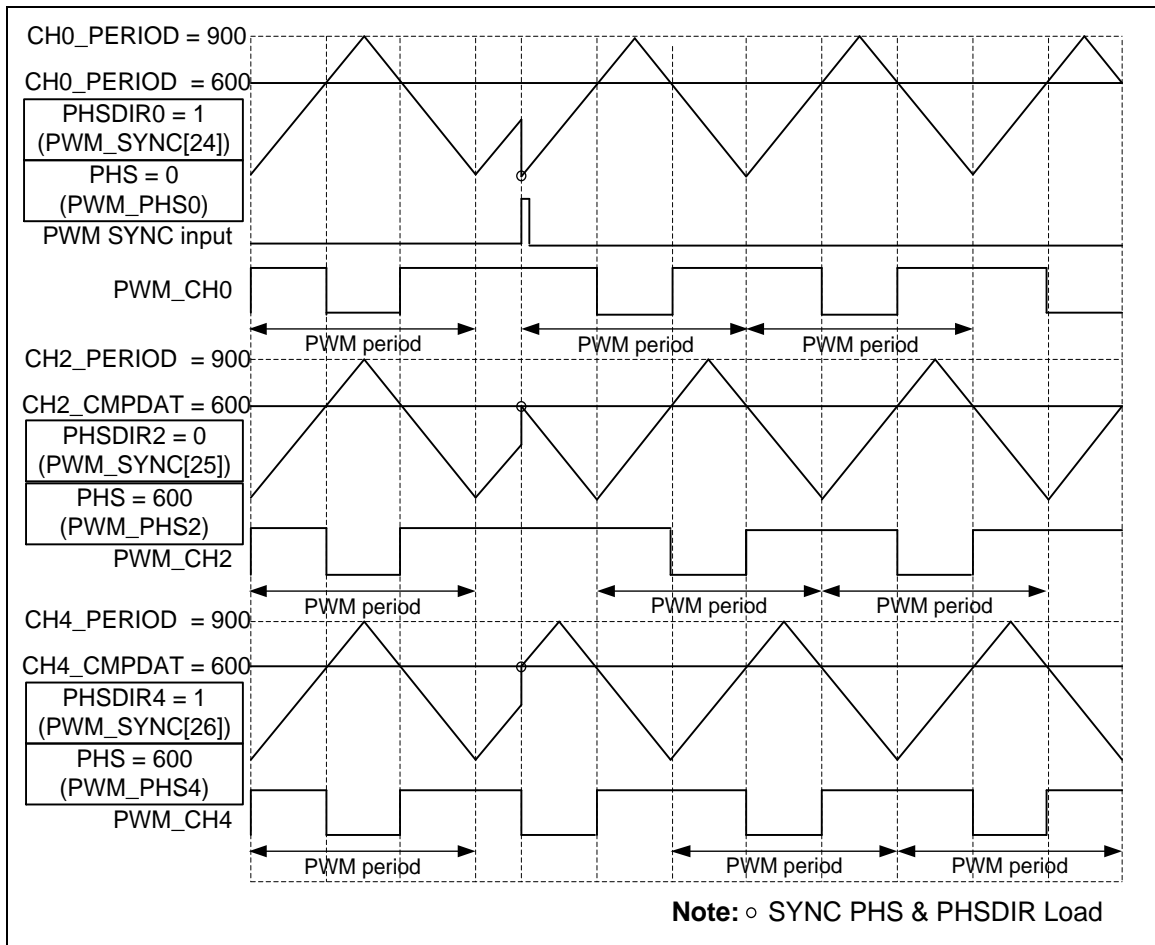 CH0_PERIOD = 900
CH0_PERIOD = 600
PHSDIR0 = 1
(PWM_SYNC[24])
PHS = 0
(PWM_PHS0)
PWM SYNC input
PWM_CH0
PWM period
PWM period
PWM period
CH2_PERIOD = 900
CH2_CMPDAT = 600
PHSDIR2 = 0
(PWM_SYNC[25])
PHS = 600
(PWM_PHS2)
PWM_CH2
PWM period
PWM period
PWM period
CH4_PERIOD = 900
CH4_CMPDAT = 600
PHSDIR4 = 1
(PWM_SYNC[26])
PHS = 600
(PWM_PHS4)
PWM_CH4
PWM period
PWM period
PWM period
Note: ○ SYNC PHS & PHSDIR Load